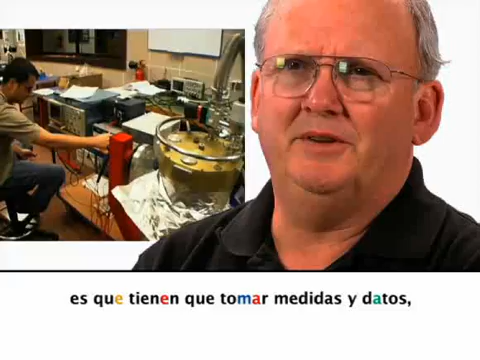 es que tienen que tomar medidas y datos,